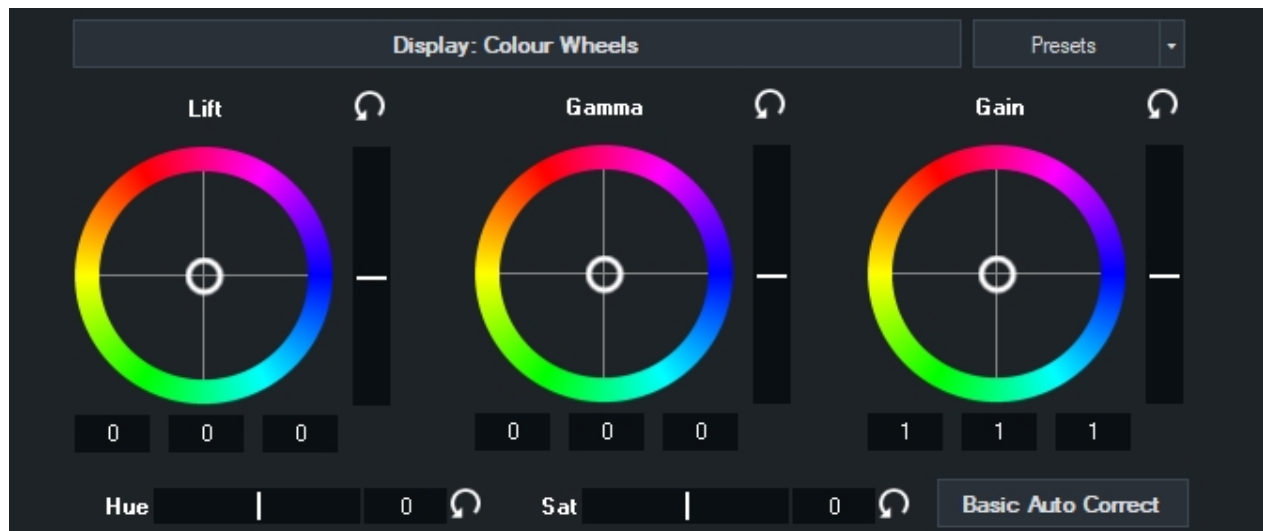 Display: Colour Wheels Presets
Lift Gamma Gain
0 0 0 0 0 0 1 1 1
Hue 0 Sat 0 Basic Auto Correct